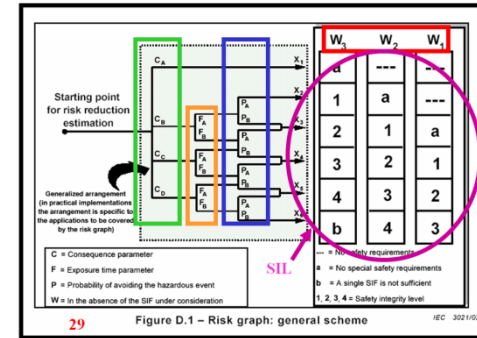 W3 W2 W1
CA X1 a --- ---
Starting point
for risk reduction
estimation
X2 1 a ---
PA
CB FA PB X3 2 1 a
FB PA
CC FA PB X4 3 2 1
FB PA
CD FA PB X5 4 3 2
FB PA
PB X6 b 4 3
Generalized arrangement
(in practical implementations
the arrangement is specific to
the applications to be covered
by the risk graph)
C = Consequence parameter
F = Exposure time parameter
P = Probability of avoiding the hazardous event
W = In the absence of the SIF under consideration
SIL
--- = No safety requirements
a = No special safety requirements
b = A single SIF is not sufficient
1, 2, 3, 4 = Safety integrity level
29
Figure D.1 – Risk graph: general scheme
IEC 3021/02